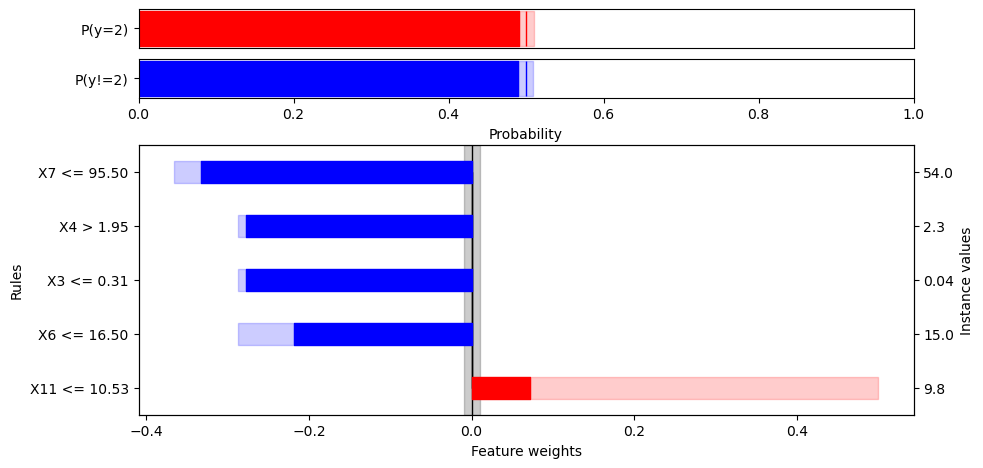 P(y=2)
P(y!=2)
0.0 0.2 0.4 0.6 0.8 1.0
Probability
X7 <= 95.50 54.0
X4 > 1.95 2.3
X3 <= 0.31 0.04
X6 <= 16.50 15.0
X11 <= 10.53 9.8
Rules
Instance values
−0.4 −0.2 0.0 0.2 0.4
Feature weights